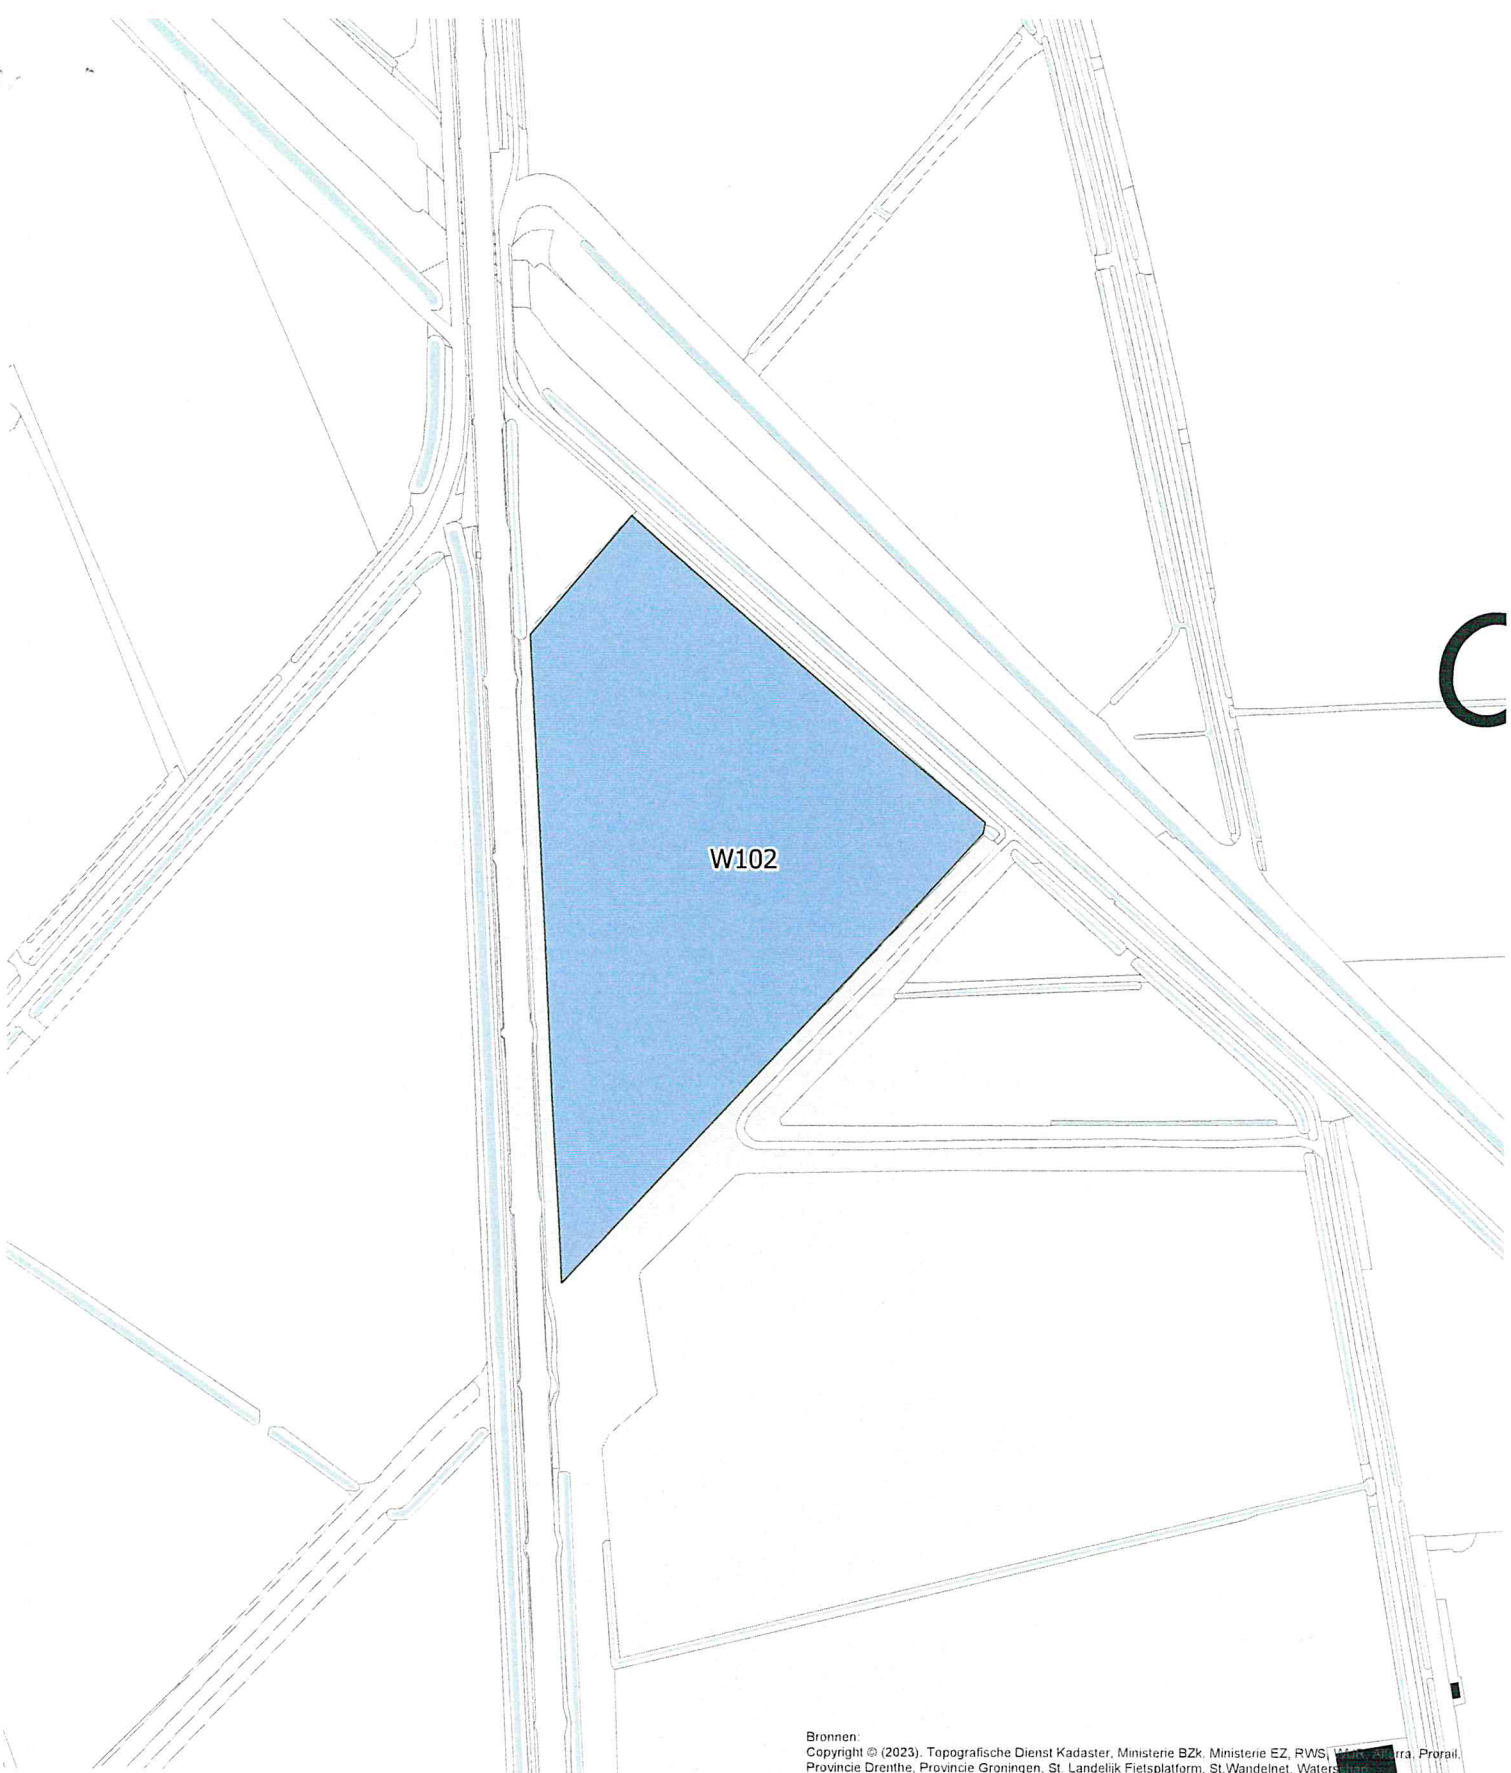 W102
Bronnen:
Copyright © (2023). Topografische Dienst Kadaster, Ministerie BZk, Ministerie EZ, RWS, Prorail,
Provincie Drenthe, Provincie Groningen, St. Landelijk Fietsplatform, St.Wandelnet, Waterschap